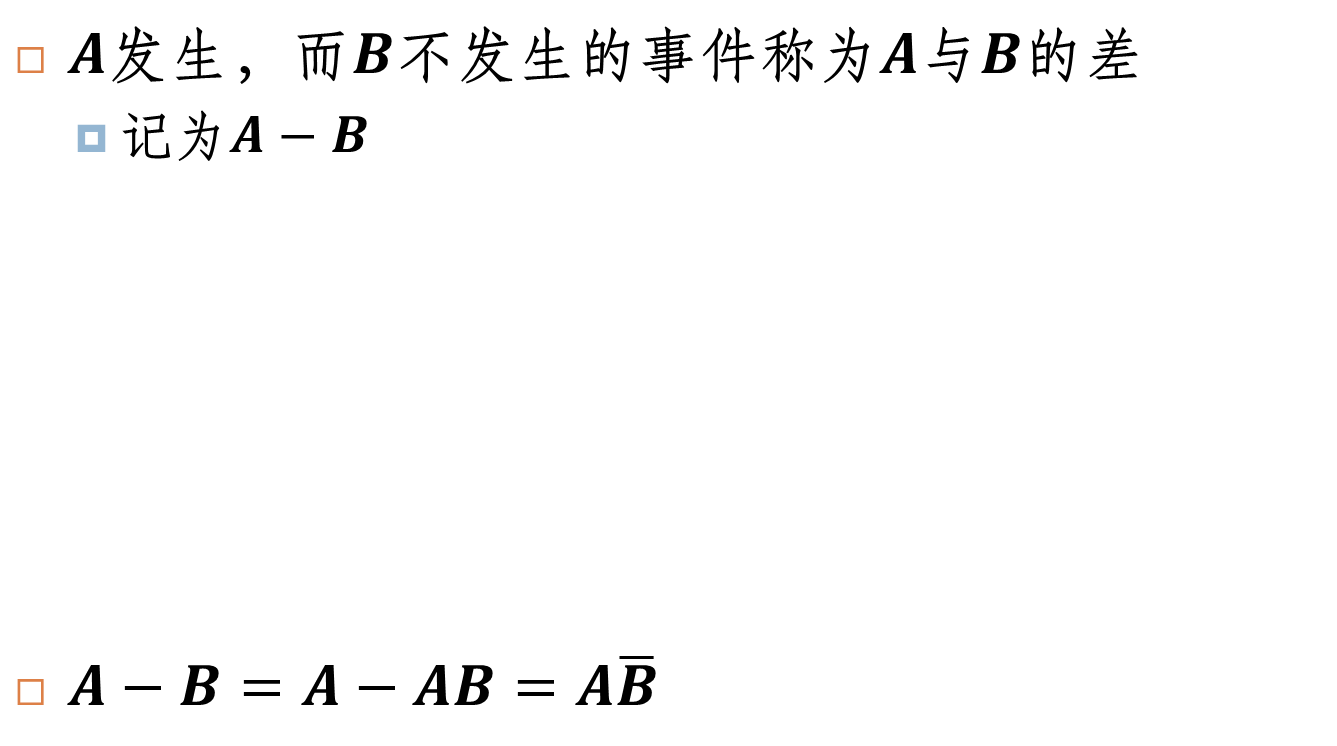 A发生，而B不发生的事件称为A与B的差
记为A − B
A − B = A − AB = AB̅